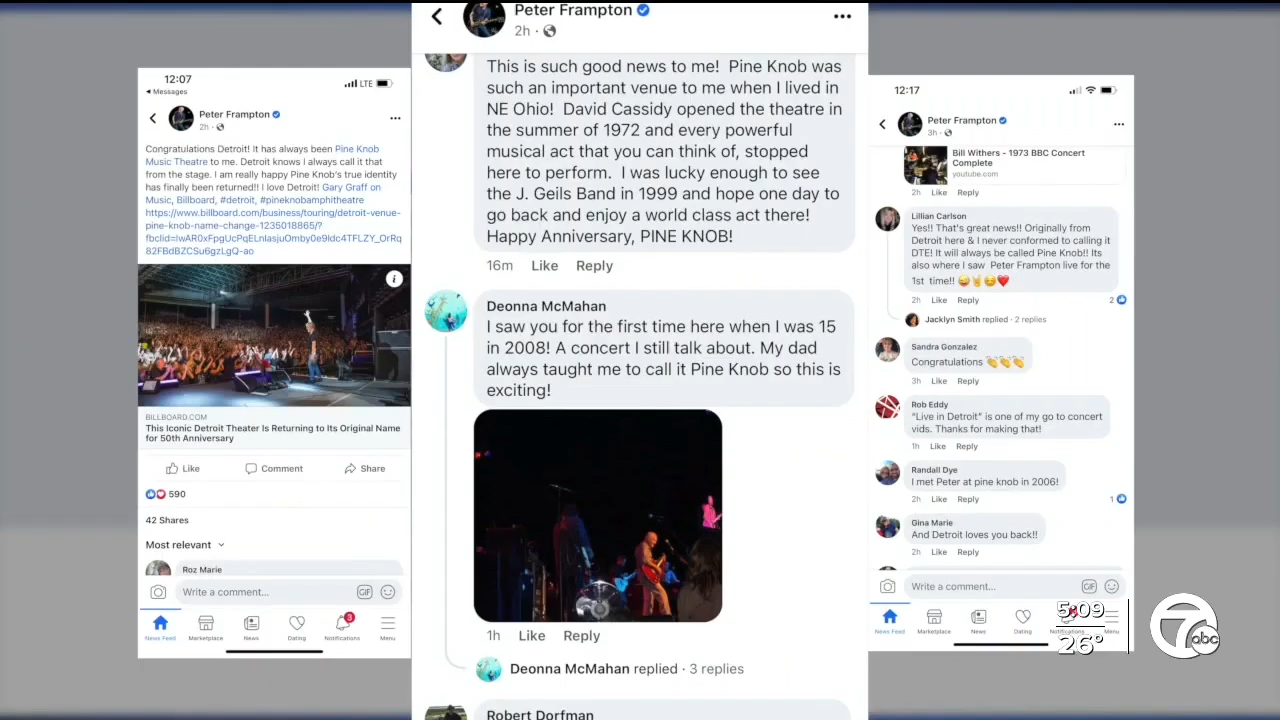 12:07
LTE
Messages
Peter Frampton
2h
Congratulations Detroit! It has always been Pine Knob
Music Theatre to me. Detroit knows I always call it that
from the stage. I am really happy Pine Knob's true identity
has finally been returned!! I love Detroit! Gary Graff on
Music, Billboard, #detroit, #pineknobamphitheatre
https://www.billboard.com/business/touring/detroit-venue-
pine-knob-name-change-1235018865/?
fbclid=IwAR0xFpgUcPqELnIasjuOmby0e9Idc4TFLZY_OrRq
82FBdBZCSu6gzLgQ-ao
BILLBOARD.COM
This Iconic Detroit Theater Is Returning to Its Original Name
for 50th Anniversary
Like
Comment
Share
590
42 Shares
Most relevant
Roz Marie
Write a comment...
GIF
3
News Feed
Marketplace
News
Dating
Notifications
Menu
Peter Frampton
2h
This is such good news to me! Pine Knob was
such an important venue to me when I lived in
NE Ohio! David Cassidy opened the theatre in
the summer of 1972 and every powerful
musical act that you can think of, stopped
here to perform. I was lucky enough to see
the J. Geils Band in 1999 and hope one day to
go back and enjoy a world class act there!
Happy Anniversary, PINE KNOB!
16m Like Reply
Deonna McMahan
I saw you for the first time here when I was 15
in 2008! A concert I still talk about. My dad
always taught me to call it Pine Knob so this is
exciting!
1h Like Reply
Deonna McMahan replied · 3 replies
Robert Dorfman
12:17
Peter Frampton
3h
Bill Withers - 1973 BBC Concert
Complete
youtube.com
2h Like Reply
Lillian Carlson
Yes!! That's great news!! Originally from
Detroit here & I never conformed to calling it
DTE! It will always be called Pine Knob!! Its
also where I saw Peter Frampton live for the
1st time!! 😄🤘😊❤️
2h Like Reply
2
Jacklyn Smith replied · 2 replies
Sandra Gonzalez
Congratulations 👏👏👏
3h Like Reply
Rob Eddy
"Live in Detroit" is one of my go to concert
vids. Thanks for making that!
1h Like Reply
Randall Dye
I met Peter at pine knob in 2006!
2h Like Reply
1
Gina Marie
And Detroit loves you back!!
2h Like Reply
Write a comment...
GIF
News Feed
Marketplace
News
Dating
Notifications
Menu
5:09
26°
7
abc